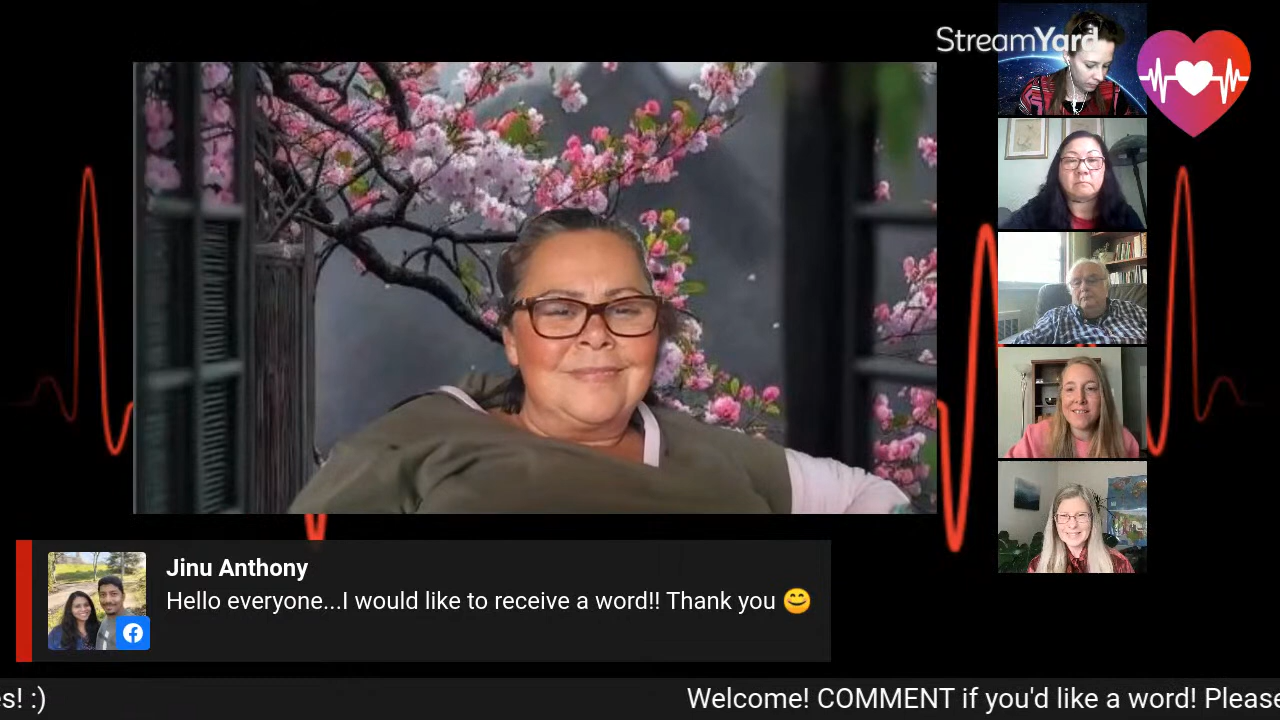 StreamYard
Jinu Anthony
Hello everyone...I would like to receive a word!! Thank you 😊
s! :)
Welcome! COMMENT if you'd like a word! Please